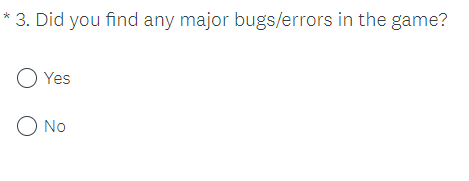 * 3. Did you find any major bugs/errors in the game?
Yes
No